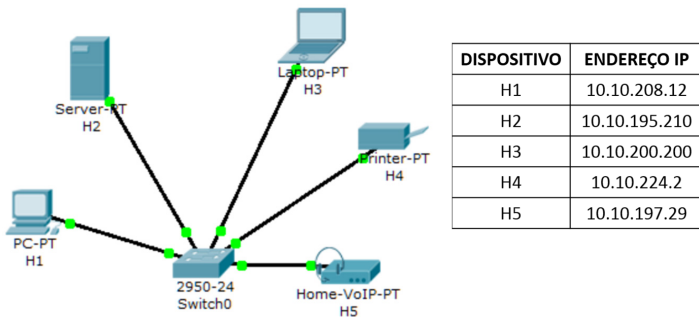 Laptop-PT
H3
Server-PT
H2
Printer-PT
H4
PC-PT
H1
2950-24
Switch0
Home-VoIP-PT
H5
DISPOSITIVO ENDEREÇO IP
H1 10.10.208.12
H2 10.10.195.210
H3 10.10.200.200
H4 10.10.224.2
H5 10.10.197.29